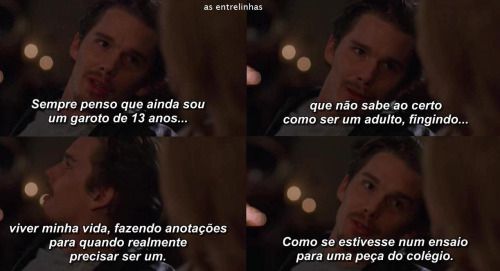 as entrelinhas
Sempre penso que ainda sou
um garoto de 13 anos...
que não sabe ao certo
como ser um adulto, fingindo...
viver minha vida, fazendo anotações
para quando realmente
precisar ser um.
Como se estivesse num ensaio
para uma peça do colégio.